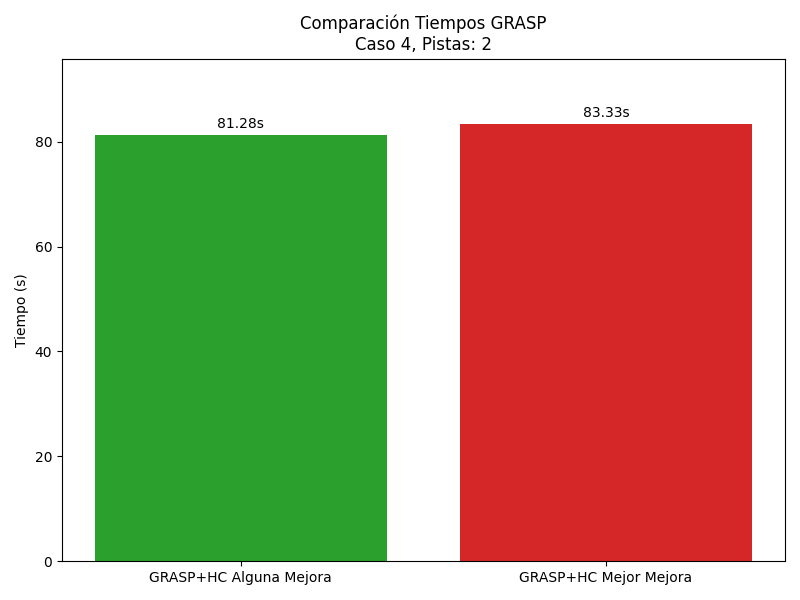 Comparación Tiempos GRASP
Caso 4, Pistas: 2
81.28s
83.33s
80
60
40
20
0
Tiempo (s)
GRASP+HC Alguna Mejora
GRASP+HC Mejor Mejora